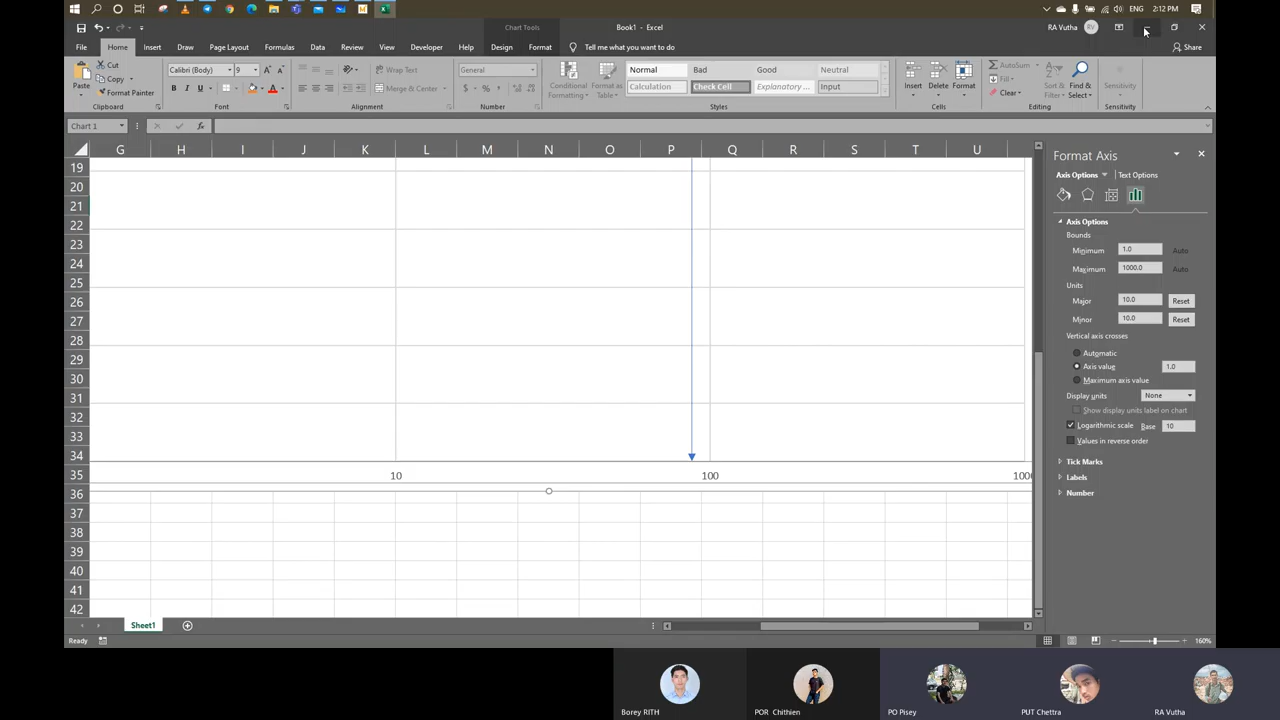 ENG 2:12 PM
Chart Tools Book1 - Excel RA Vutha RV
File Home Insert Draw Page Layout Formulas Data Review View Developer Help Design Format Tell me what you want to do Share
Paste Cut Copy Format Painter Clipboard
Calibri (Body) 9 B I U Font
Wrap Text Merge & Center Alignment
General $ % Number
Conditional Formatting Format as Table
Normal Bad Good Neutral
Calculation Check Cell Explanatory ... Input
Styles
Insert Delete Format Cells
AutoSum Fill Clear Sort & Filter Find & Select Editing
Sensitivity Sensitivity
Chart 1 fx
G H I J K L M N O P Q R S T U
19
20
21
22
23
24
25
26
27
28
29
30
31
32
33
34
35 10 100
36
37
38
39
40
41
42
Format Axis
Axis Options Text Options
Axis Options
Bounds
Minimum 1.0 Auto
Maximum 1000.0 Auto
Units
Major 10.0 Reset
Minor 10.0 Reset
Vertical axis crosses
Automatic
Axis value 1.0
Maximum axis value
Display units None
Show display units label on chart
Logarithmic scale Base 10
Values in reverse order
Tick Marks
Labels
Number
Sheet1
Ready 160%
Borey RITH POR Chithien PO Pisey PUT Chettra RA Vutha